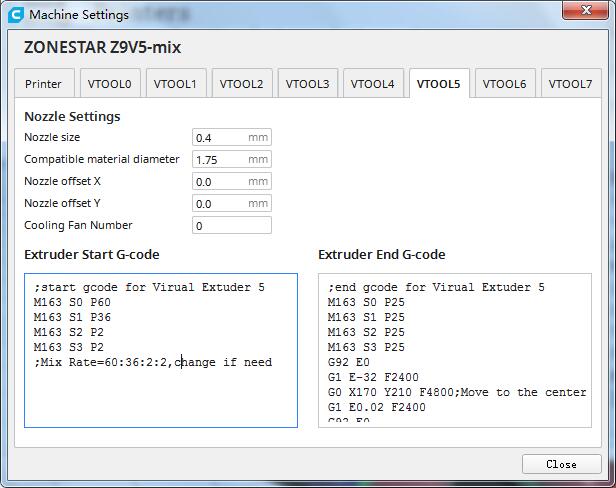 Machine Settings
ZONESTAR Z9V5-mix
Printer VTOOL0 VTOOL1 VTOOL2 VTOOL3 VTOOL4 VTOOL5 VTOOL6 VTOOL7
Nozzle Settings
Nozzle size 0.4 mm
Compatible material diameter 1.75 mm
Nozzle offset X 0.0 mm
Nozzle offset Y 0.0 mm
Cooling Fan Number 0
Extruder Start G-code
;start gcode for Virual Extuder 5
M163 S0 P60
M163 S1 P36
M163 S2 P2
M163 S3 P2
;Mix Rate=60:36:2:2,change if need
Extruder End G-code
;end gcode for Virual Extuder 5
M163 S0 P25
M163 S1 P25
M163 S2 P25
M163 S3 P25
G92 E0
G1 E-32 F2400
G0 X170 Y210 F4800;Move to the center
G1 E0.02 F2400
G92 E0
Close